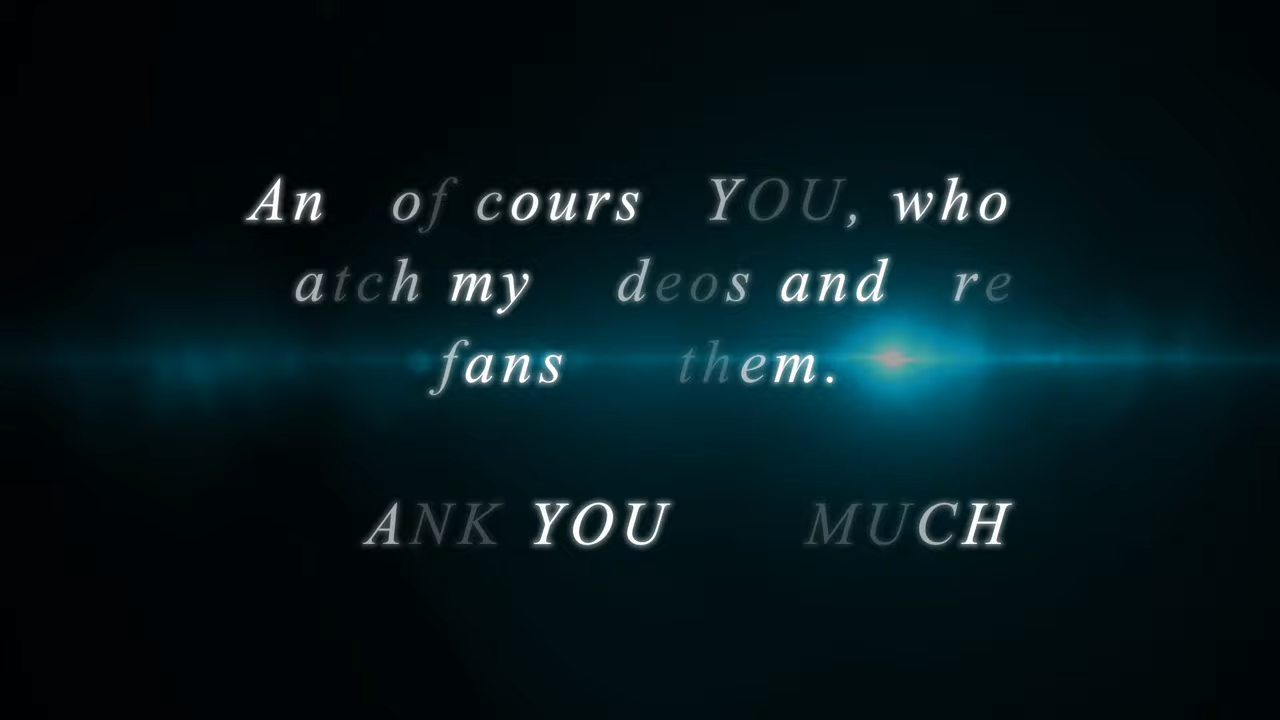 An of cours YOU, who
atch my deos and re
fans them.
ANK YOU MUCH